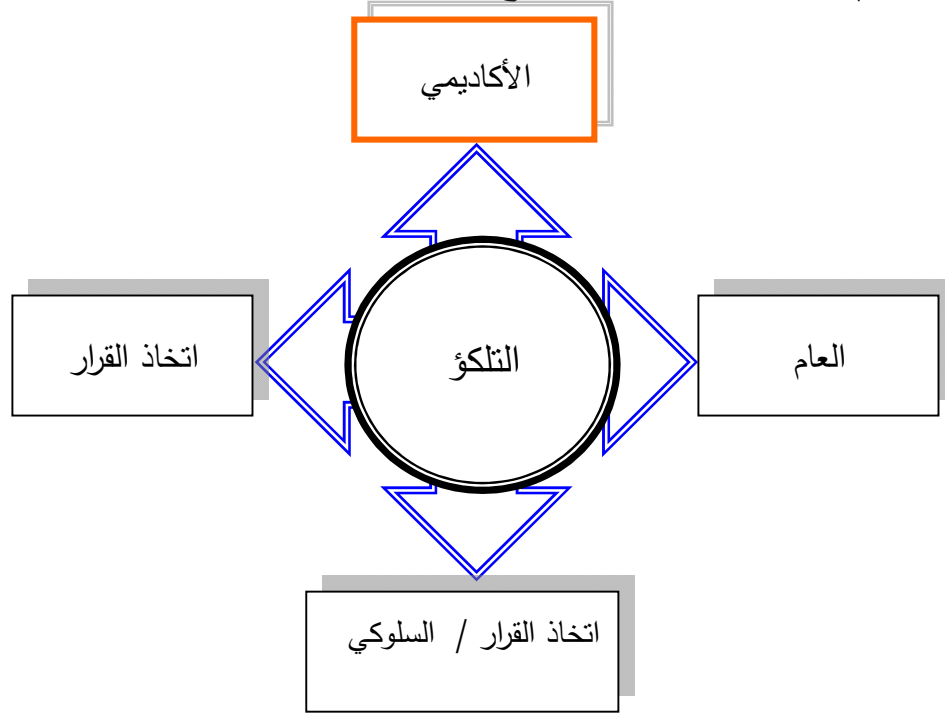 الأكاديمي
العام
التلكؤ
اتخاذ القرار
اتخاذ القرار / السلوكي